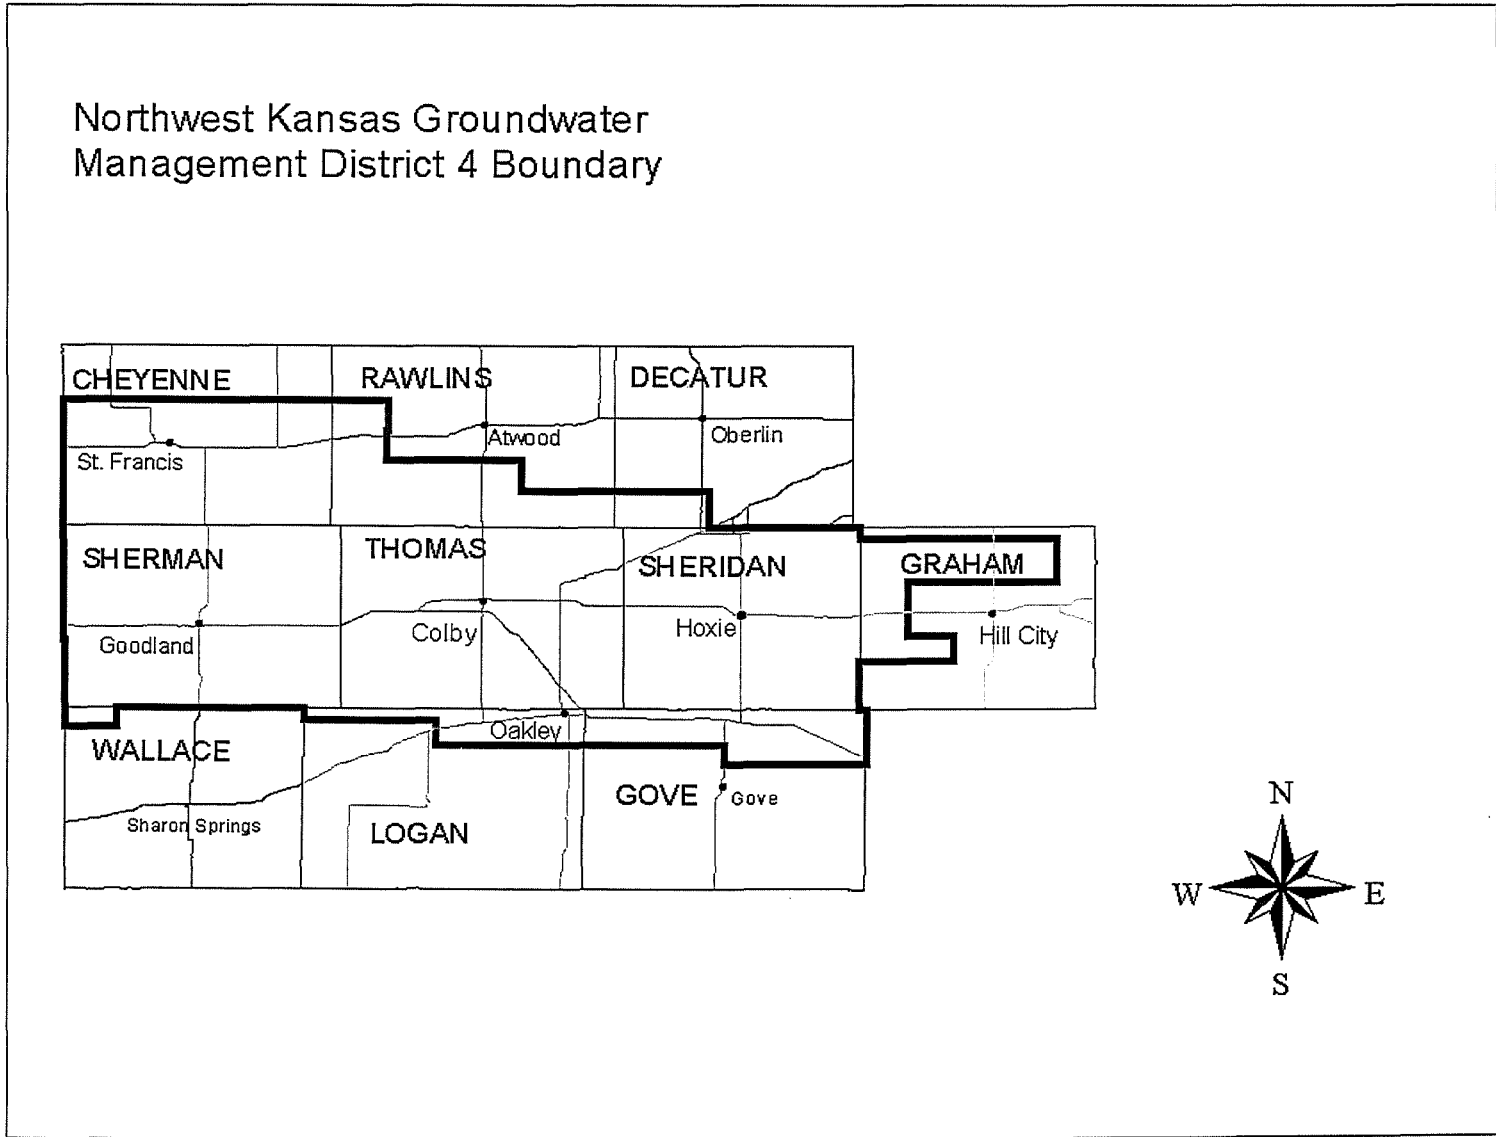 Northwest Kansas Groundwater
Management District 4 Boundary
CHEYENNE
RAWLINS
DECATUR
Atwood
Oberlin
St. Francis
SHERMAN
THOMAS
SHERIDAN
GRAHAM
Goodland
Colby
Hoxie
Hill City
WALLACE
Oakley
GOVE
Gove
Sharon Springs
LOGAN
N
W
E
S